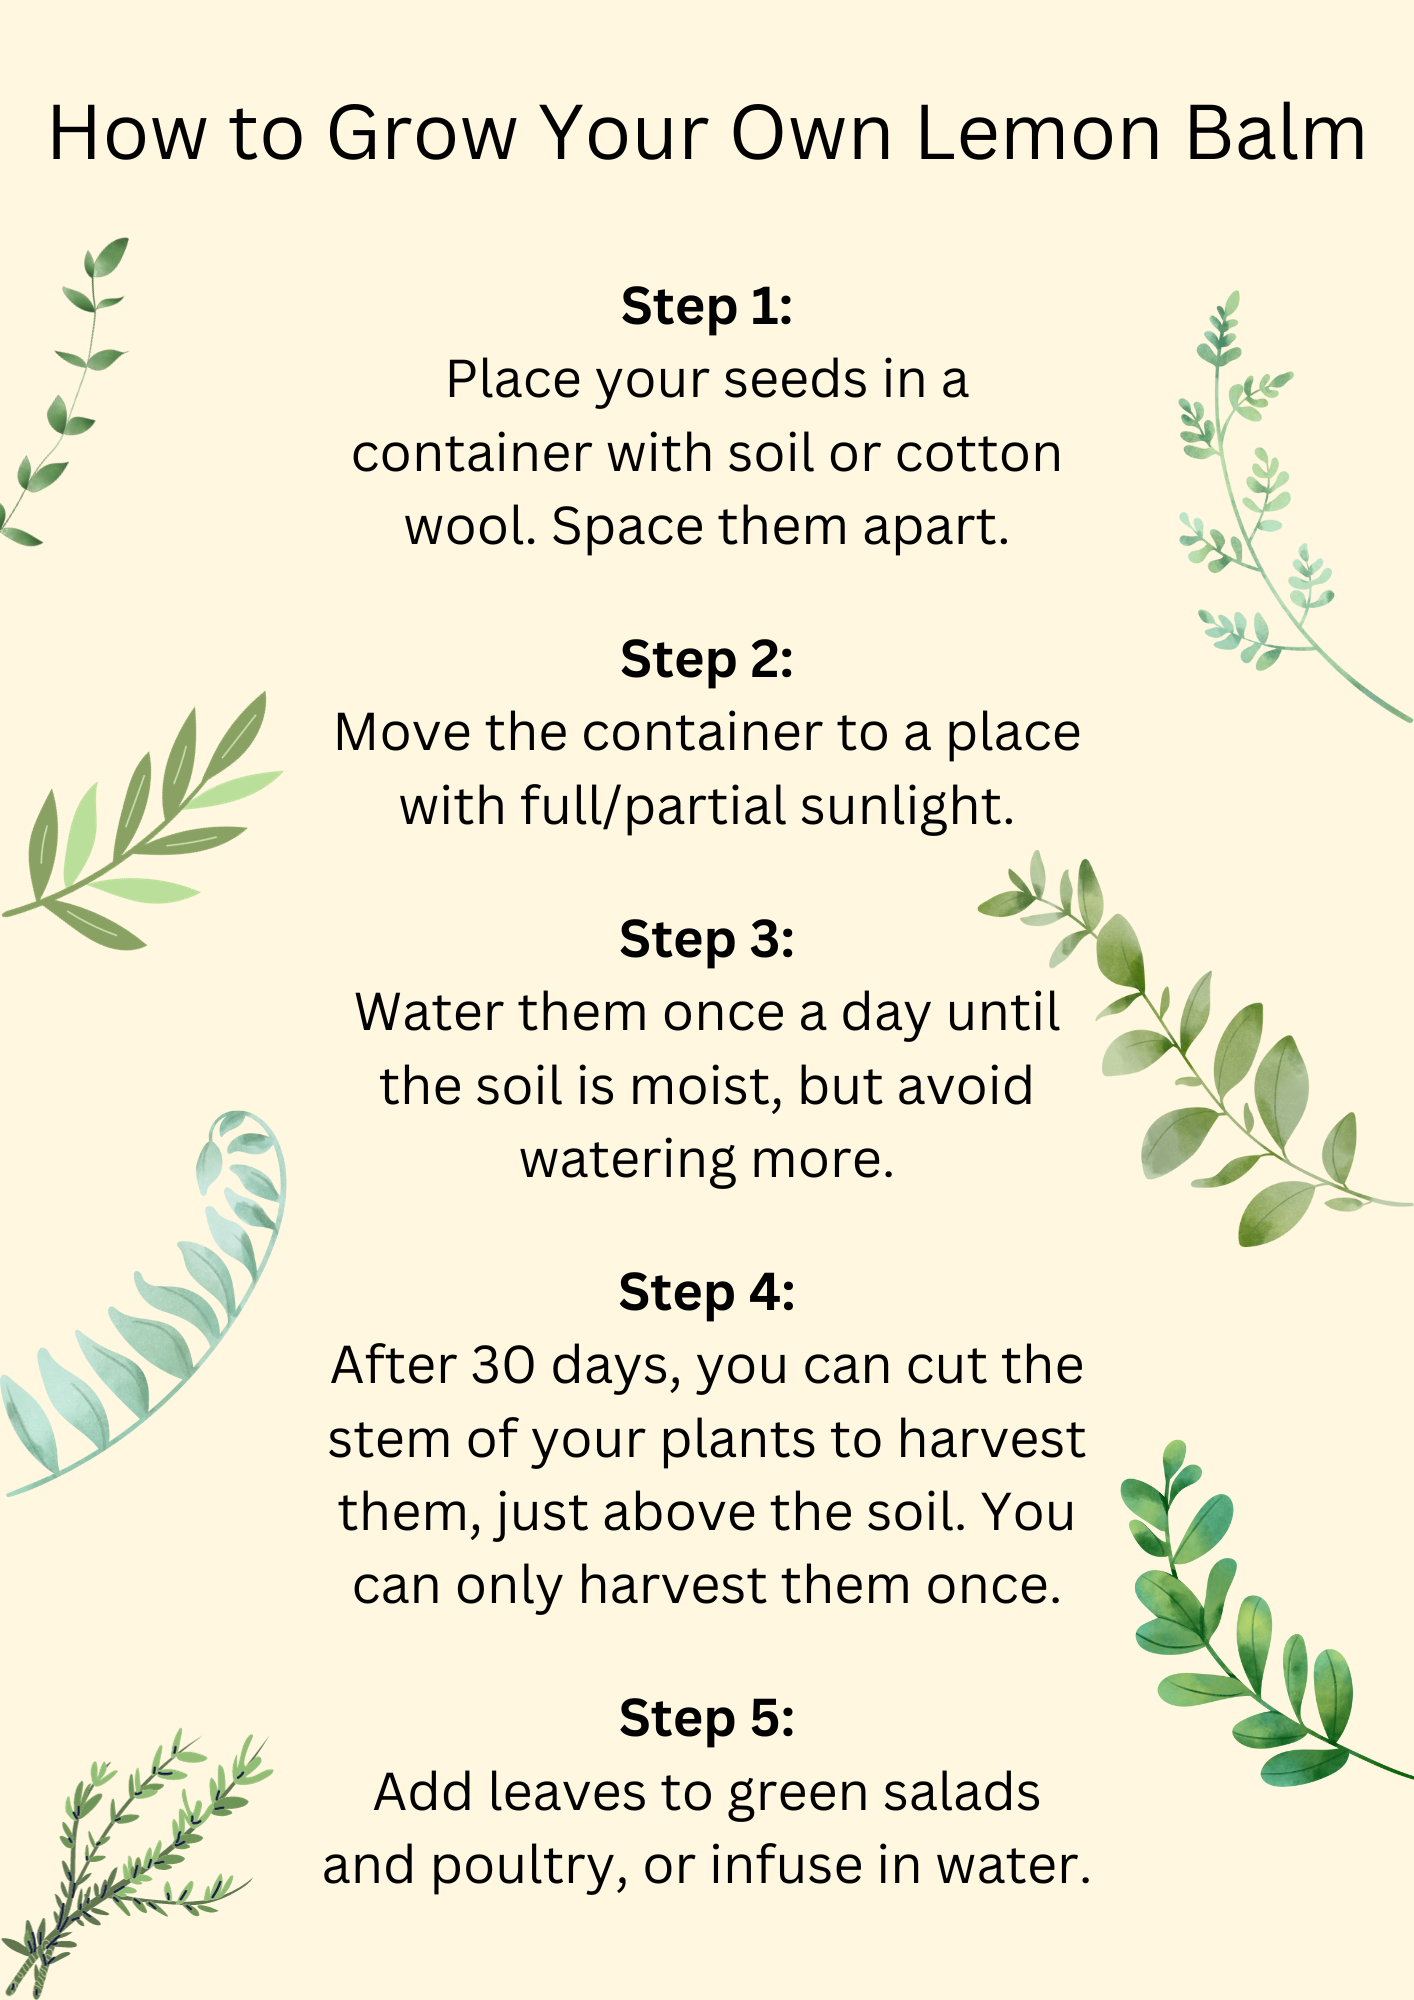 How to Grow Your Own Lemon Balm
Step 1:
Place your seeds in a
container with soil or cotton
wool. Space them apart.
Step 2:
Move the container to a place
with full/partial sunlight.
Step 3:
Water them once a day until
the soil is moist, but avoid
watering more.
Step 4:
After 30 days, you can cut the
stem of your plants to harvest
them, just above the soil. You
can only harvest them once.
Step 5:
Add leaves to green salads
and poultry, or infuse in water.